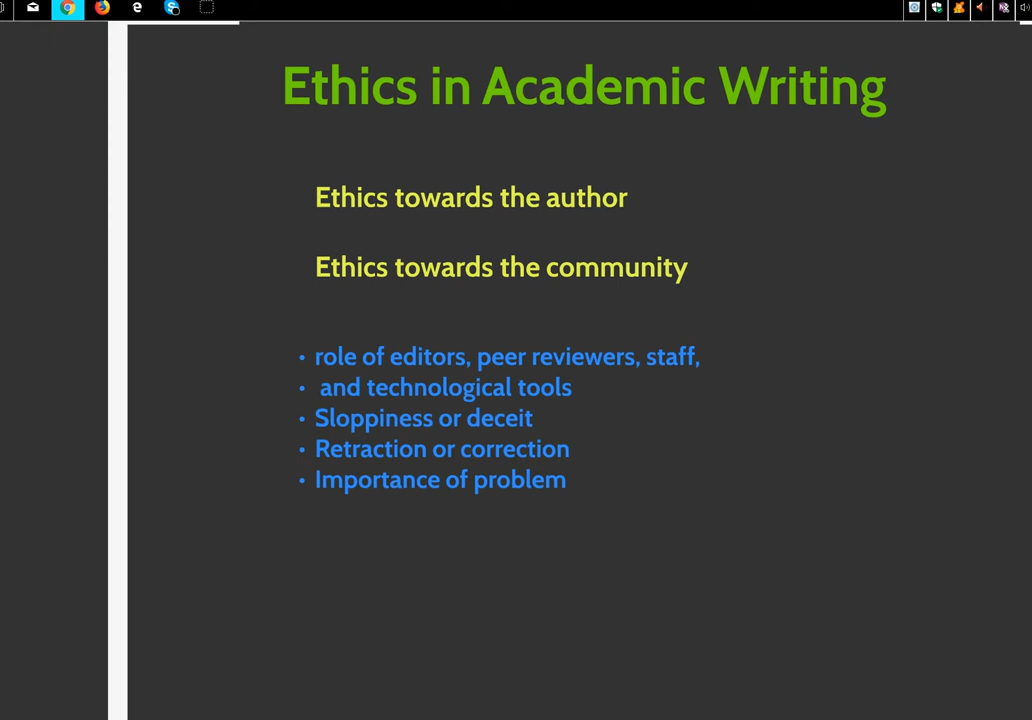 Ethics in Academic Writing
Ethics towards the author
Ethics towards the community
• role of editors, peer reviewers, staff,
• and technological tools
• Sloppiness or deceit
• Retraction or correction
• Importance of problem